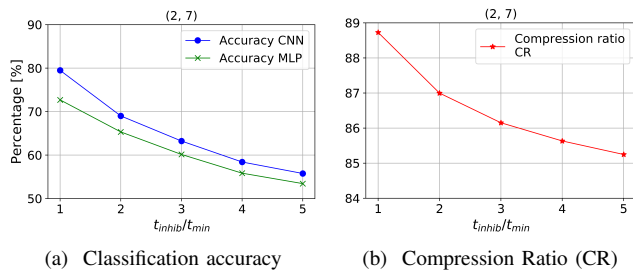 (2, 7)
90
80
70
60
50
Percentage [%]
Accuracy CNN
Accuracy MLP
1 2 3 4 5
t_inhib/t_min
(a) Classification accuracy
(2, 7)
89
88
87
86
85
84
Compression ratio
CR
1 2 3 4 5
t_inhib/t_min
(b) Compression Ratio (CR)